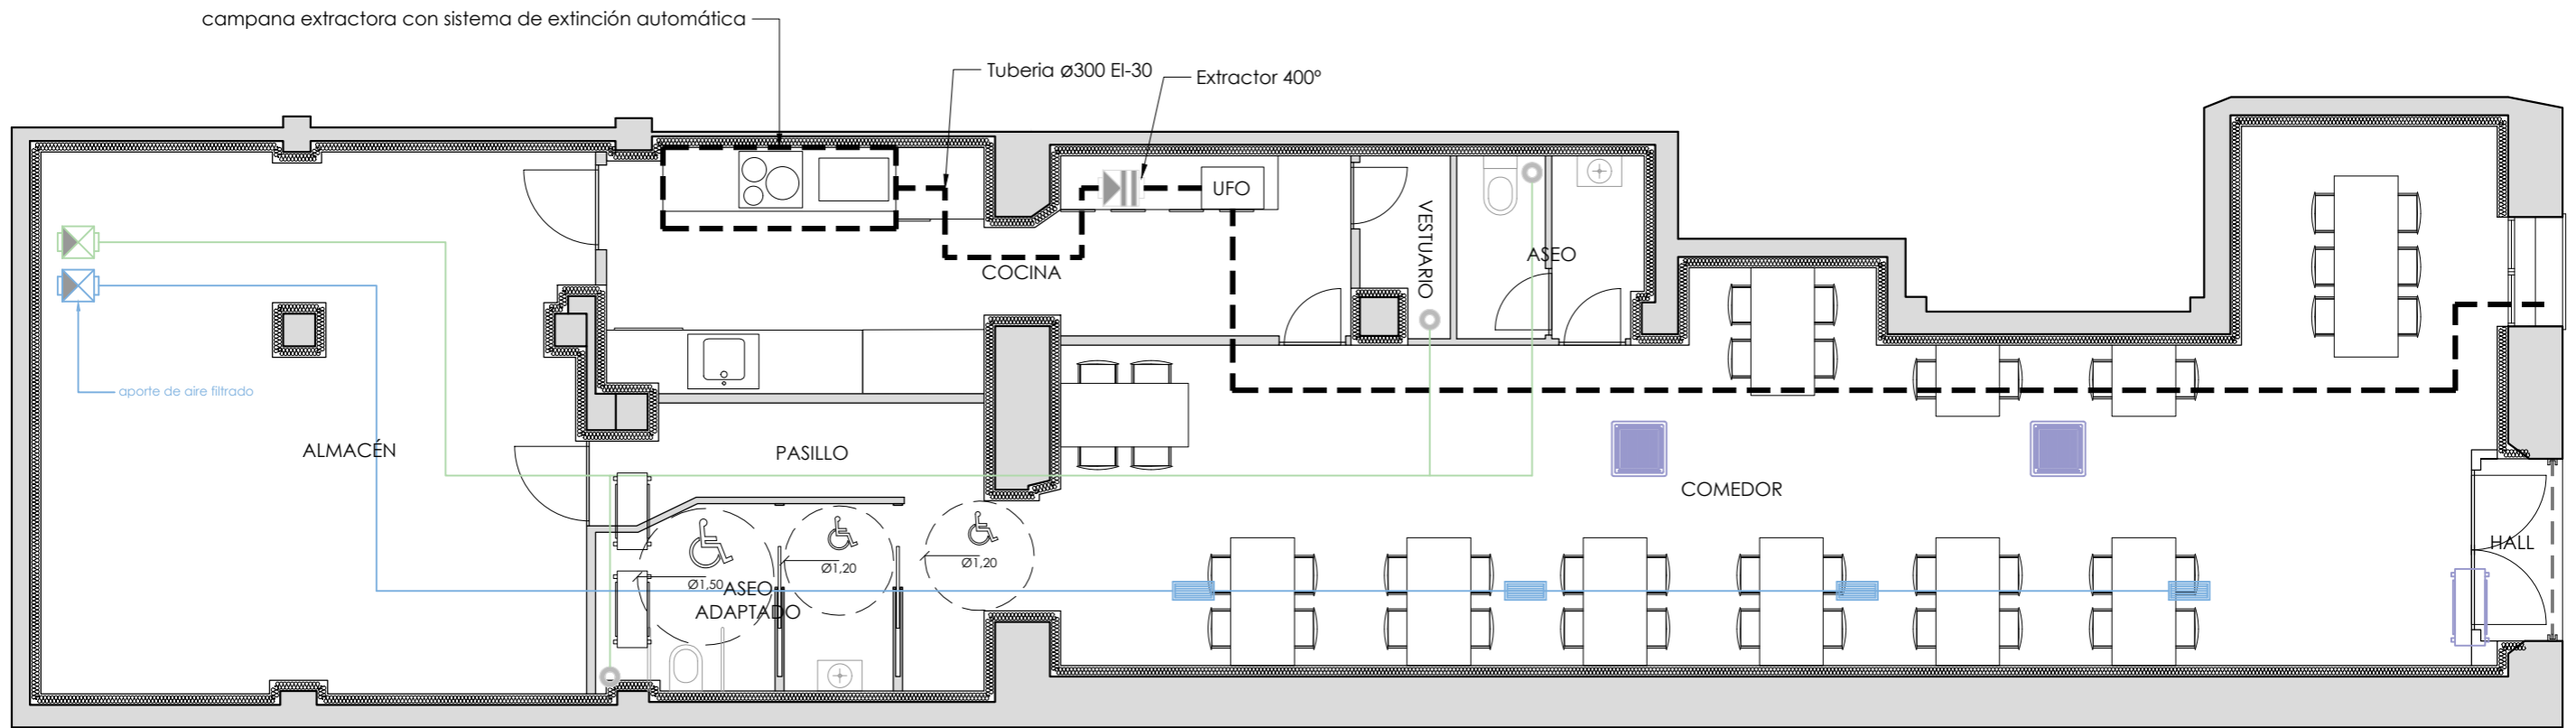 campana extractora con sistema de extinción automática
Tuberia ø300 EI-30
Extractor 400º
UFO
VESTUARIO
ASEO
COCINA
aporte de aire filtrado
ALMACÉN
PASILLO
COMEDOR
HALL
Ø1,50
Ø1,20
Ø1,20
ASEO
ADAPTADO